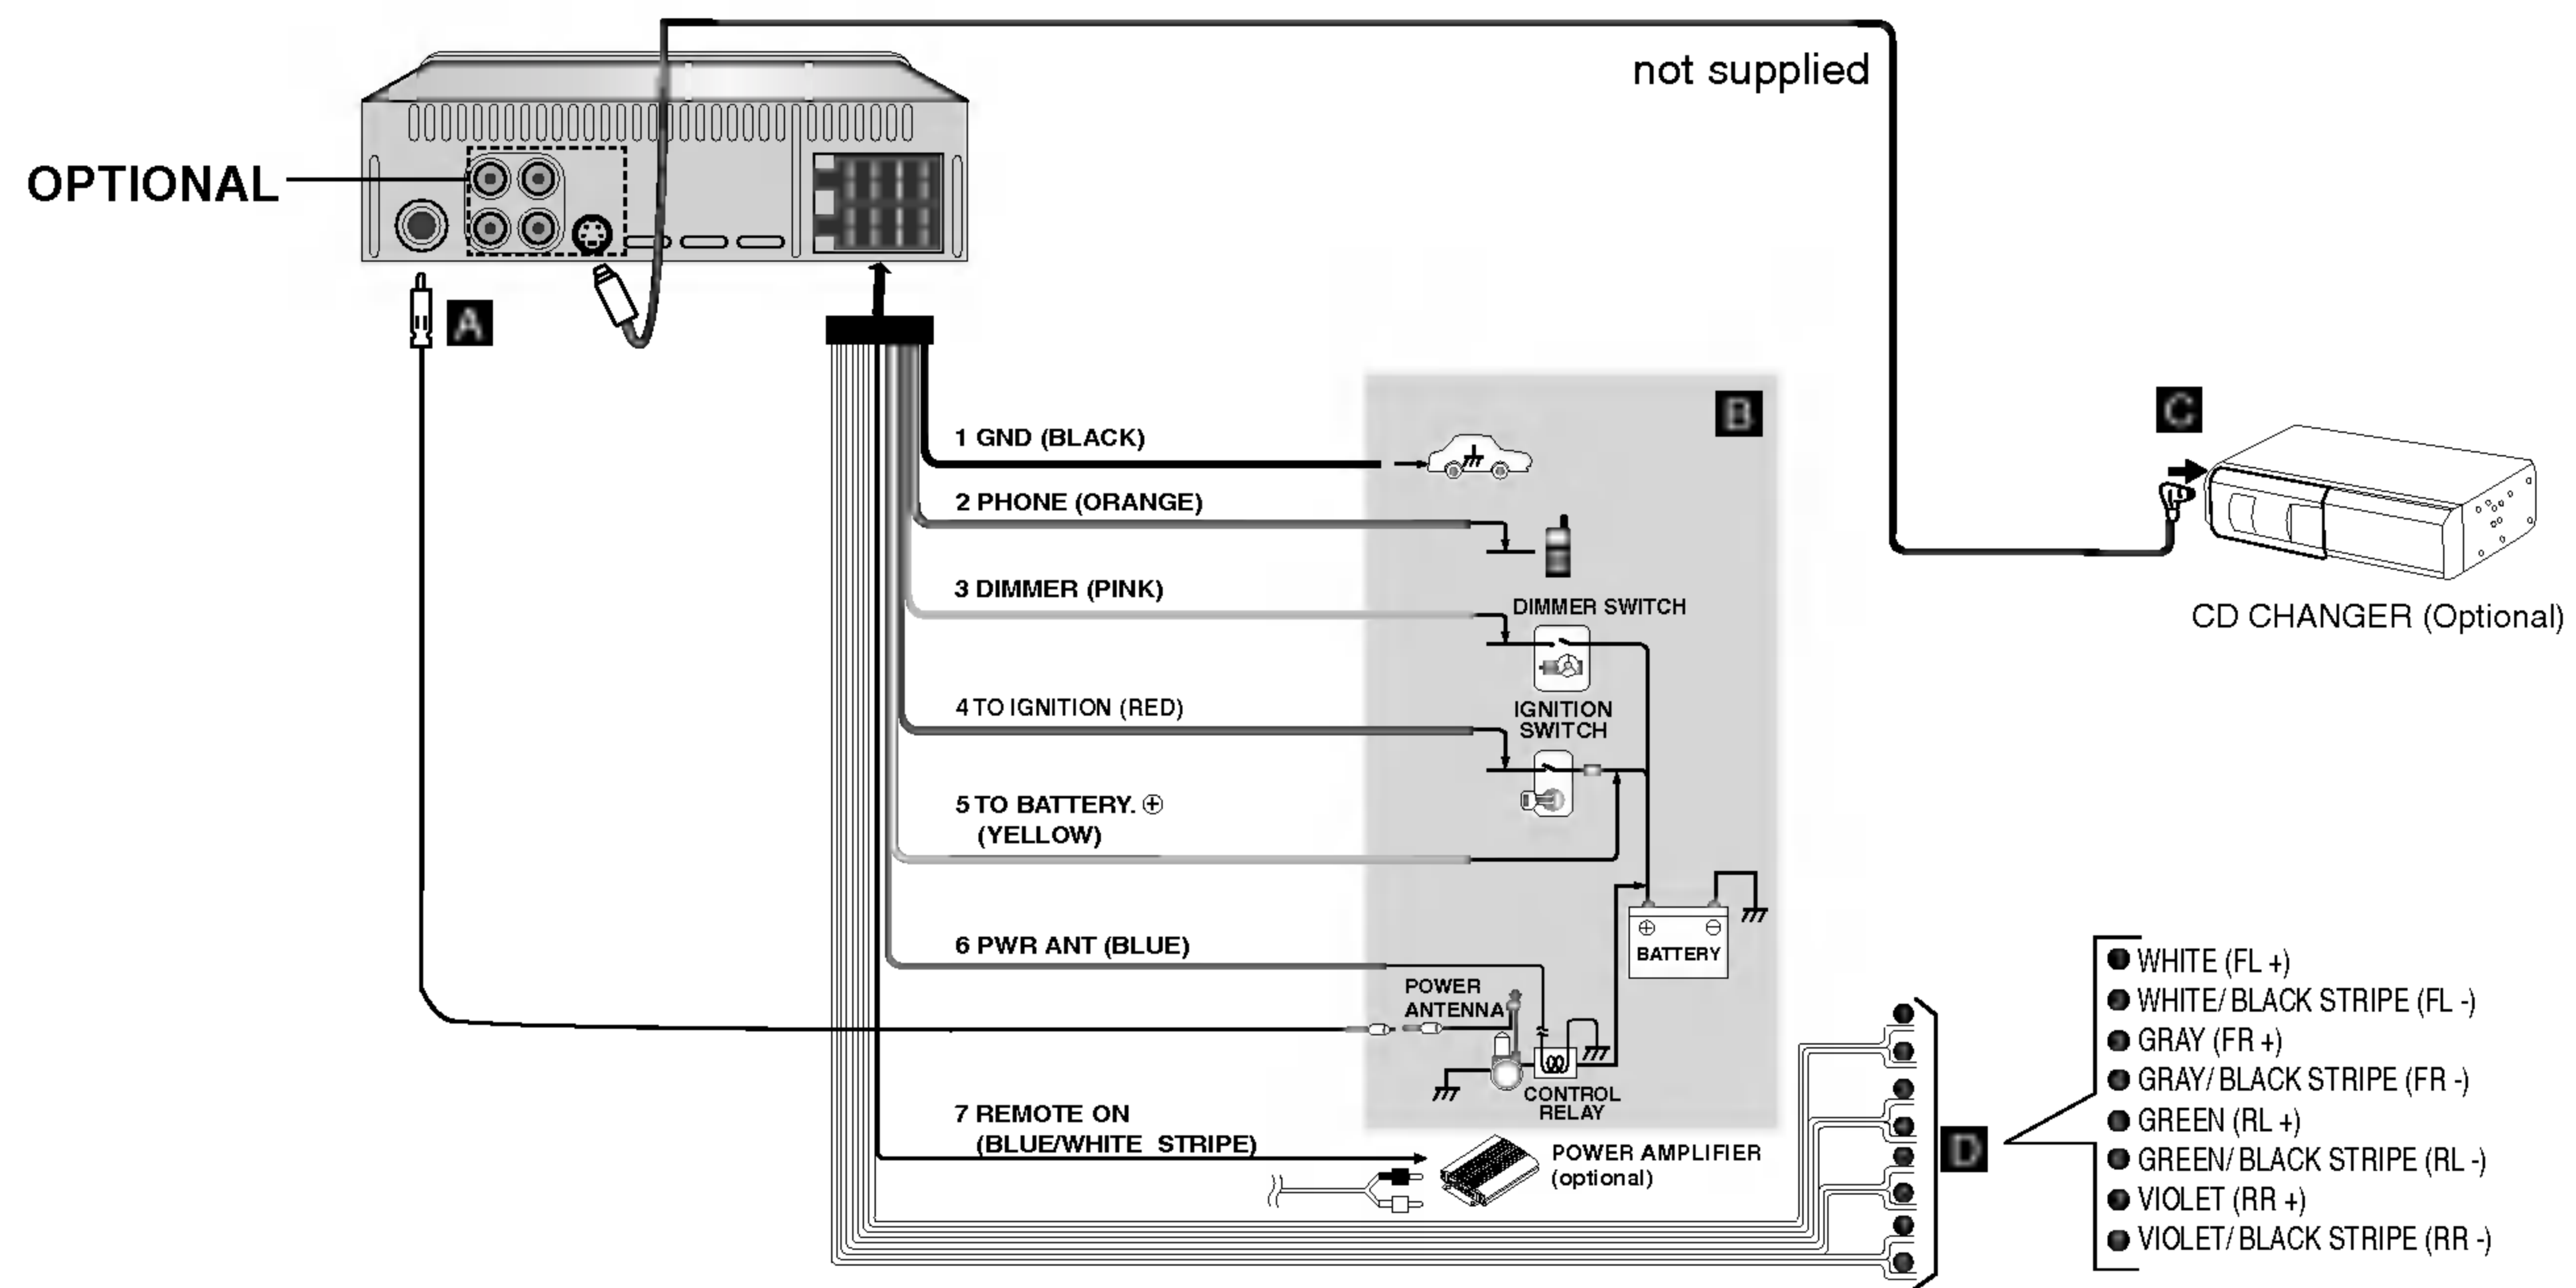 not supplied
OPTIONAL
A
B
C
1 GND (BLACK)
2 PHONE (ORANGE)
3 DIMMER (PINK)
DIMMER SWITCH
CD CHANGER (Optional)
4 TO IGNITION (RED)
IGNITION
SWITCH
5 TO BATTERY. ⊕
(YELLOW)
⊕ ⊖
BATTERY
6 PWR ANT (BLUE)
POWER
ANTENNA
CONTROL
RELAY
7 REMOTE ON
(BLUE/WHITE STRIPE)
POWER AMPLIFIER
(optional)
D
WHITE (FL +)
WHITE/ BLACK STRIPE (FL -)
GRAY (FR +)
GRAY/ BLACK STRIPE (FR -)
GREEN (RL +)
GREEN/ BLACK STRIPE (RL -)
VIOLET (RR +)
VIOLET/ BLACK STRIPE (RR -)